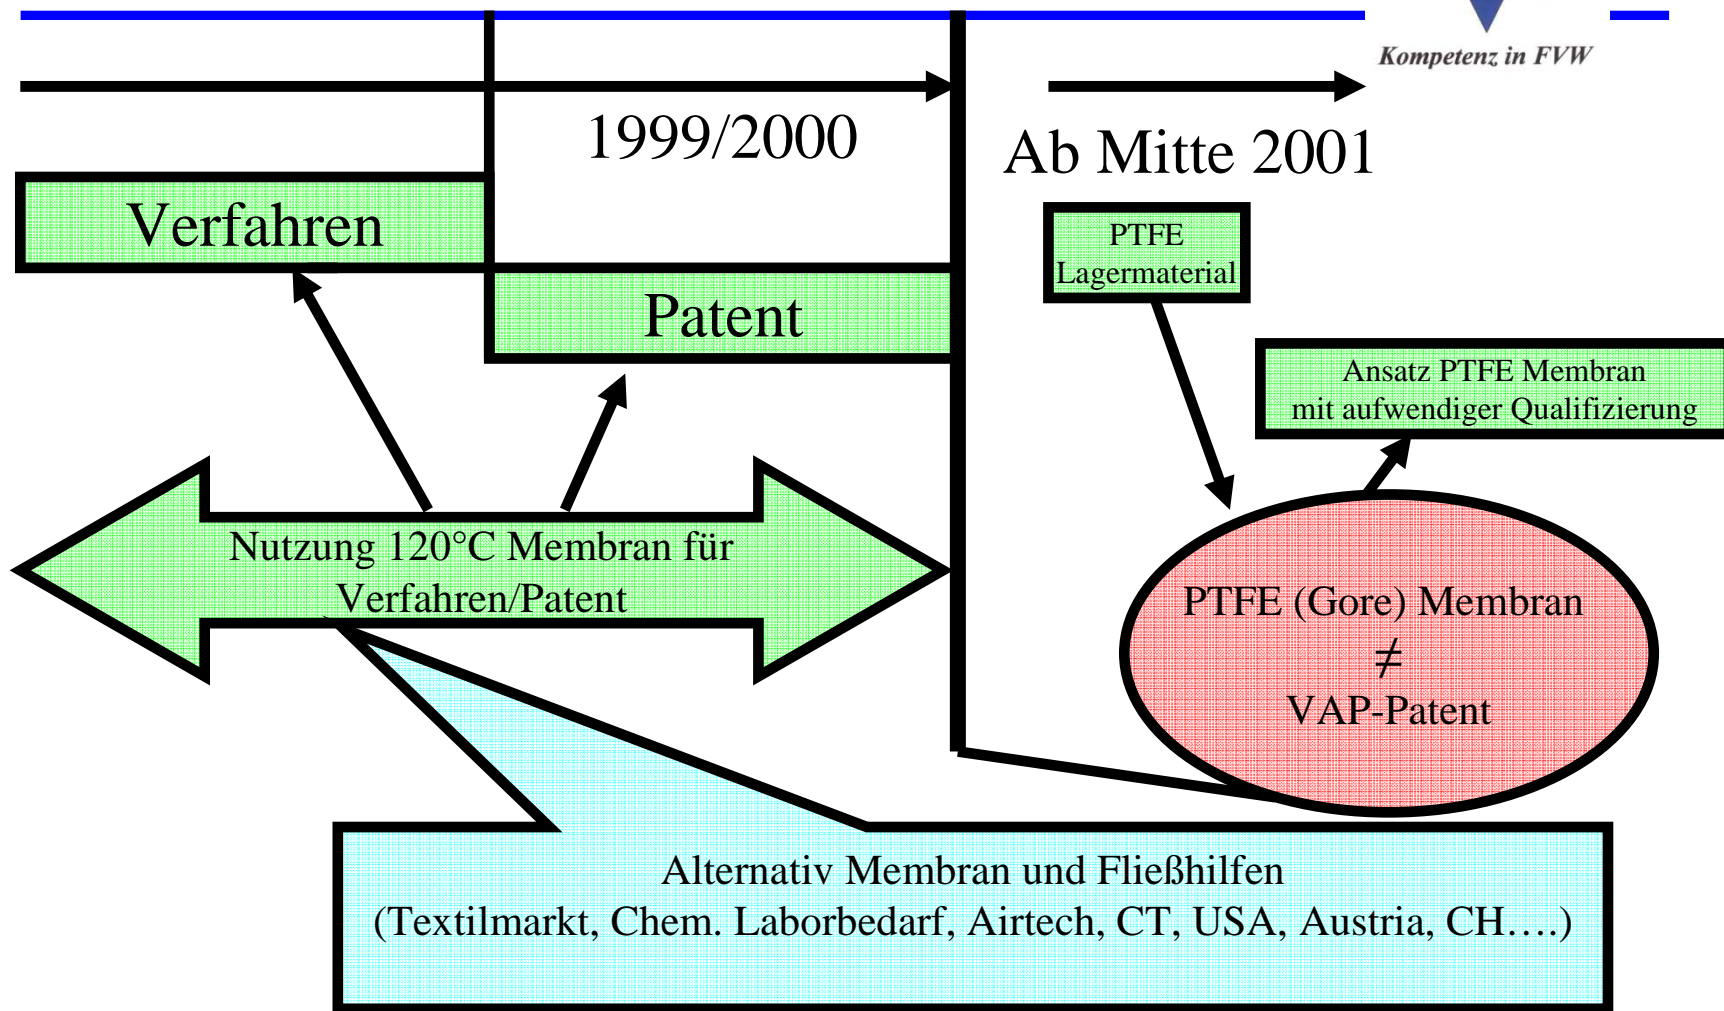 Kompetenz in FVW
1999/2000
Ab Mitte 2001
Verfahren
Patent
PTFE
Lagermaterial
Ansatz PTFE Membran
mit aufwendiger Qualifizierung
Nutzung 120°C Membran für
Verfahren/Patent
PTFE (Gore) Membran
≠
VAP-Patent
Alternativ Membran und Fließhilfen
(Textilmarkt, Chem. Laborbedarf, Airtech, CT, USA, Austria, CH….)